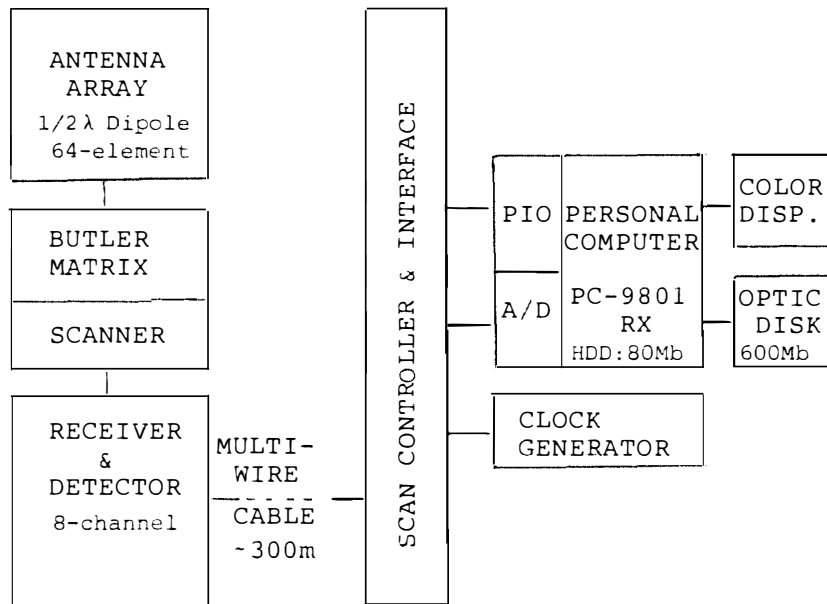 ANTENNA
ARRAY
1/2λ Dipole
64-element
BUTLER
MATRIX
SCANNER
RECEIVER
&
DETECTOR
8-channel
MULTI-
WIRE
CABLE
~300m
SCAN CONTROLLER & INTERFACE
PIO
A/D
PERSONAL
COMPUTER
PC-9801
RX
HDD:80Mb
COLOR
DISP.
OPTIC
DISK
600Mb
CLOCK
GENERATOR